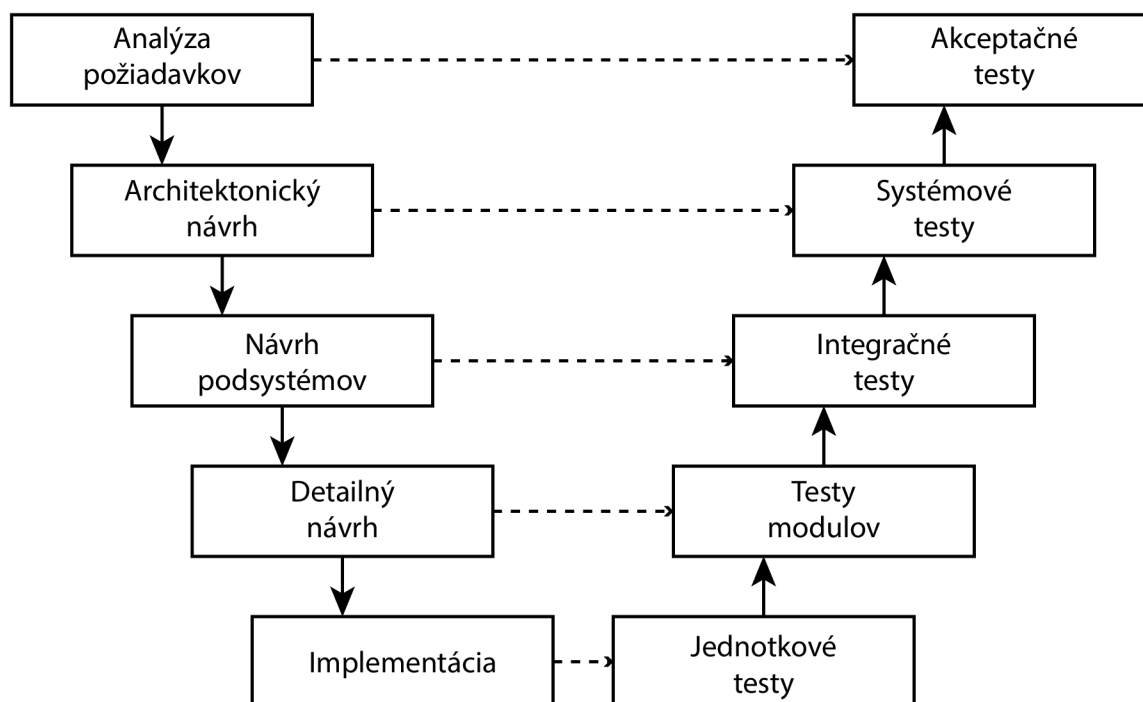 Analýza
požiadavkov
Akceptačné
testy
Architektonický
návrh
Systémové
testy
Návrh
podsystémov
Integračné
testy
Detailný
návrh
Testy
modulov
Implementácia
Jednotkové
testy